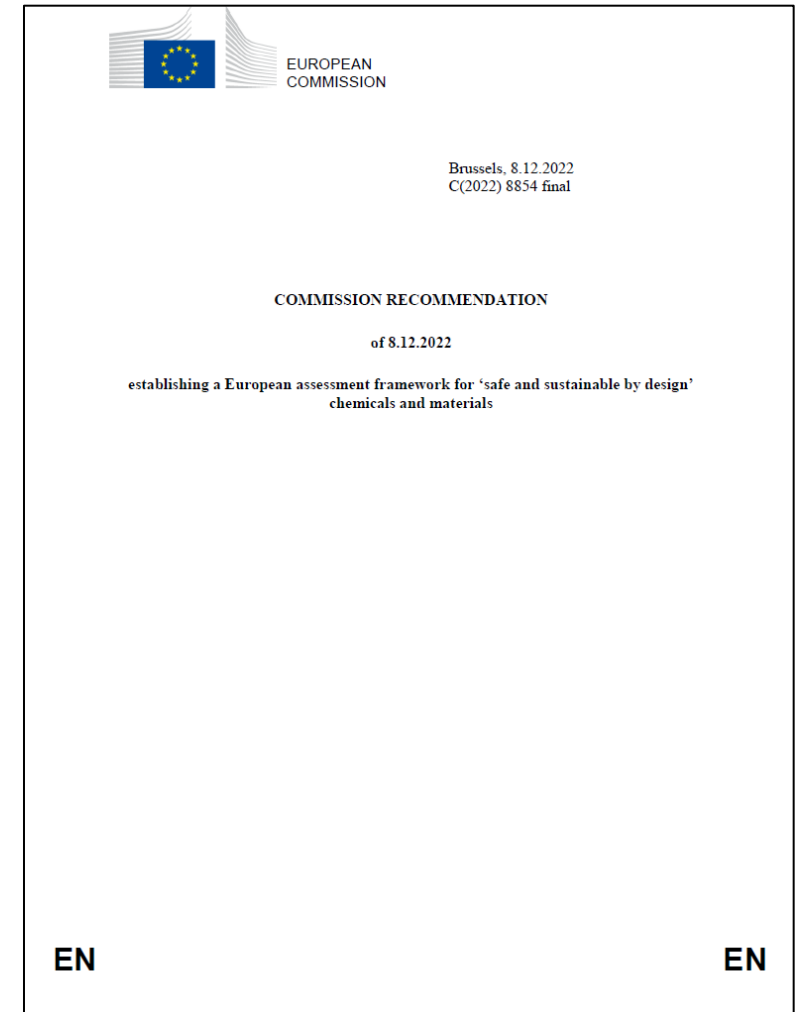 EUROPEAN
COMMISSION
Brussels, 8.12.2022
C(2022) 8854 final
COMMISSION RECOMMENDATION
of 8.12.2022
establishing a European assessment framework for ‘safe and sustainable by design’
chemicals and materials
EN EN